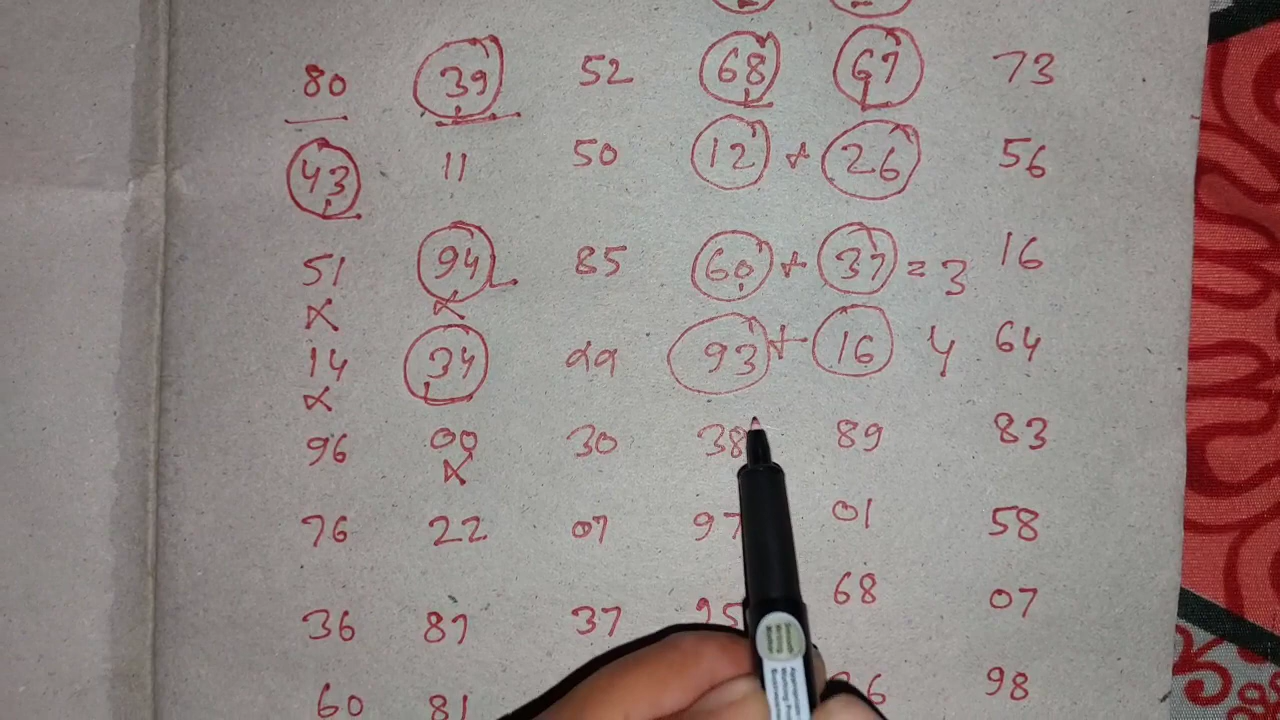 80 39 52 68 67 73
43 11 50 12 + 26 56
51 94 85 60 + 37 = 3 16
14 34 99 93 + 16 4 64
96 00 30 38 89 83
76 22 07 97 01 58
36 87 37 95 68 07
60 81 98